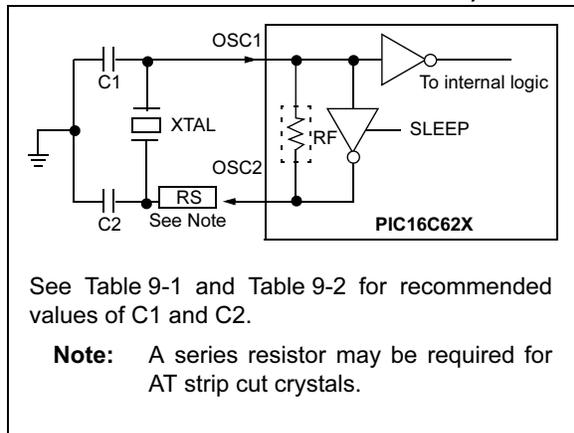 OSC1
C1
To internal logic
XTAL
RF
SLEEP
OSC2
RS
C2
See Note
PIC16C62X
See Table 9-1 and Table 9-2 for recommended
values of C1 and C2.
Note: A series resistor may be required for
AT strip cut crystals.